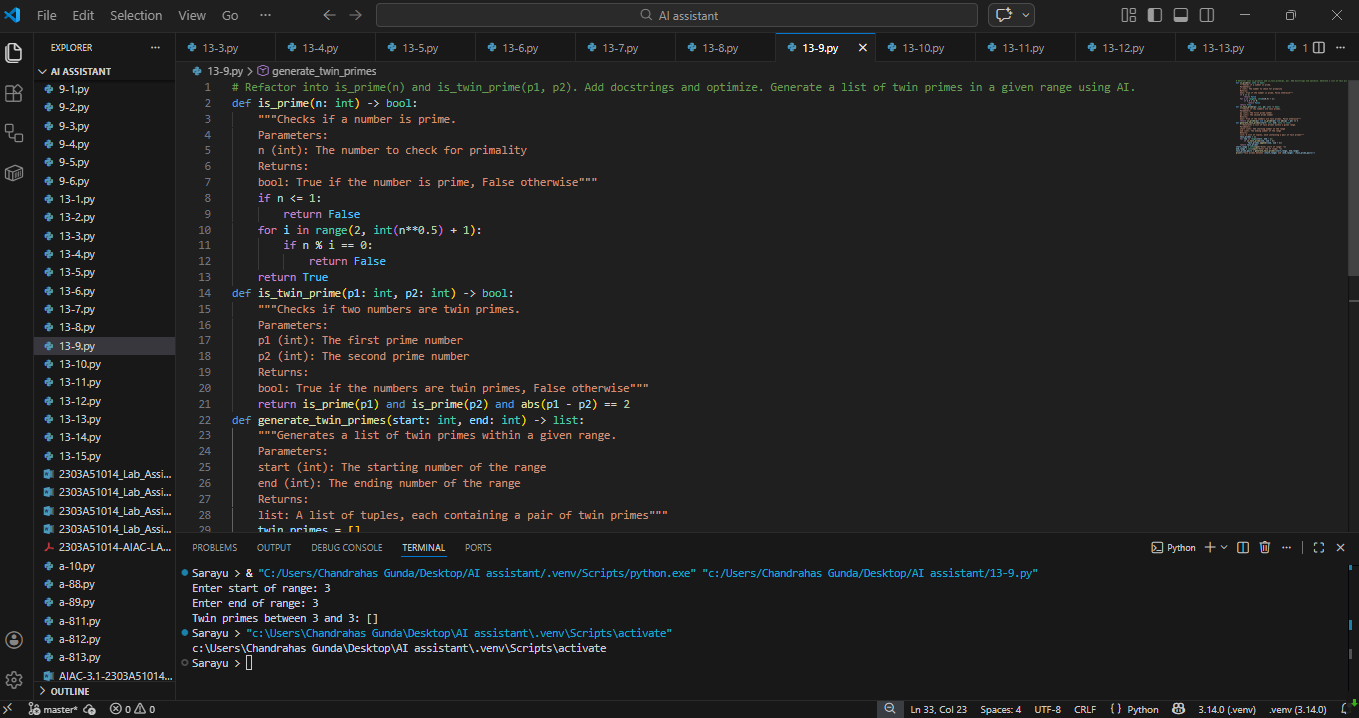 File Edit Selection View Go ··· AI assistant
EXPLORER ···
AI ASSISTANT
9-1.py
9-2.py
9-3.py
9-4.py
9-5.py
9-6.py
13-1.py
13-2.py
13-3.py
13-4.py
13-5.py
13-6.py
13-7.py
13-8.py
13-9.py
13-10.py
13-11.py
13-12.py
13-13.py
13-14.py
13-15.py
2303A51014_Lab_Assi...
2303A51014_Lab_Assi...
2303A51014_Lab_Assi...
2303A51014_Lab_Assi...
2303A51014-AIAC-LA...
a-10.py
a-88.py
a-89.py
a-811.py
a-812.py
a-813.py
AIAC-3.1-2303A51014...
OUTLINE
13-3.py 13-4.py 13-5.py 13-6.py 13-7.py 13-8.py 13-9.py 13-10.py 13-11.py 13-12.py 13-13.py 1
13-9.py > generate_twin_primes
1 # Refactor into is_prime(n) and is_twin_prime(p1, p2). Add docstrings and optimize. Generate a list of twin primes in a given range using AI.
2 def is_prime(n: int) -> bool:
3 """Checks if a number is prime.
4 Parameters:
5 n (int): The number to check for primality
6 Returns:
7 bool: True if the number is prime, False otherwise"""
8 if n <= 1:
9 return False
10 for i in range(2, int(n**0.5) + 1):
11 if n % i == 0:
12 return False
13 return True
14 def is_twin_prime(p1: int, p2: int) -> bool:
15 """Checks if two numbers are twin primes.
16 Parameters:
17 p1 (int): The first prime number
18 p2 (int): The second prime number
19 Returns:
20 bool: True if the numbers are twin primes, False otherwise"""
21 return is_prime(p1) and is_prime(p2) and abs(p1 - p2) == 2
22 def generate_twin_primes(start: int, end: int) -> list:
23 """Generates a list of twin primes within a given range.
24 Parameters:
25 start (int): The starting number of the range
26 end (int): The ending number of the range
27 Returns:
28 list: A list of tuples, each containing a pair of twin primes"""
29 twin_primes = []
PROBLEMS OUTPUT DEBUG CONSOLE TERMINAL PORTS Python
Sarayu > & "C:/Users/Chandrahas Gunda/Desktop/AI assistant/.venv/Scripts/python.exe" "c:/Users/Chandrahas Gunda/Desktop/AI assistant/13-9.py"
Enter start of range: 3
Enter end of range: 3
Twin primes between 3 and 3: []
Sarayu > "c:\Users\Chandrahas Gunda\Desktop\AI assistant\.venv\Scripts\activate"
c:\Users\Chandrahas Gunda\Desktop\AI assistant\.venv\Scripts\activate
Sarayu >
master* 0 0 Ln 33, Col 23 Spaces: 4 UTF-8 CRLF {} Python 3.14.0 (.venv) .venv (3.14.0)